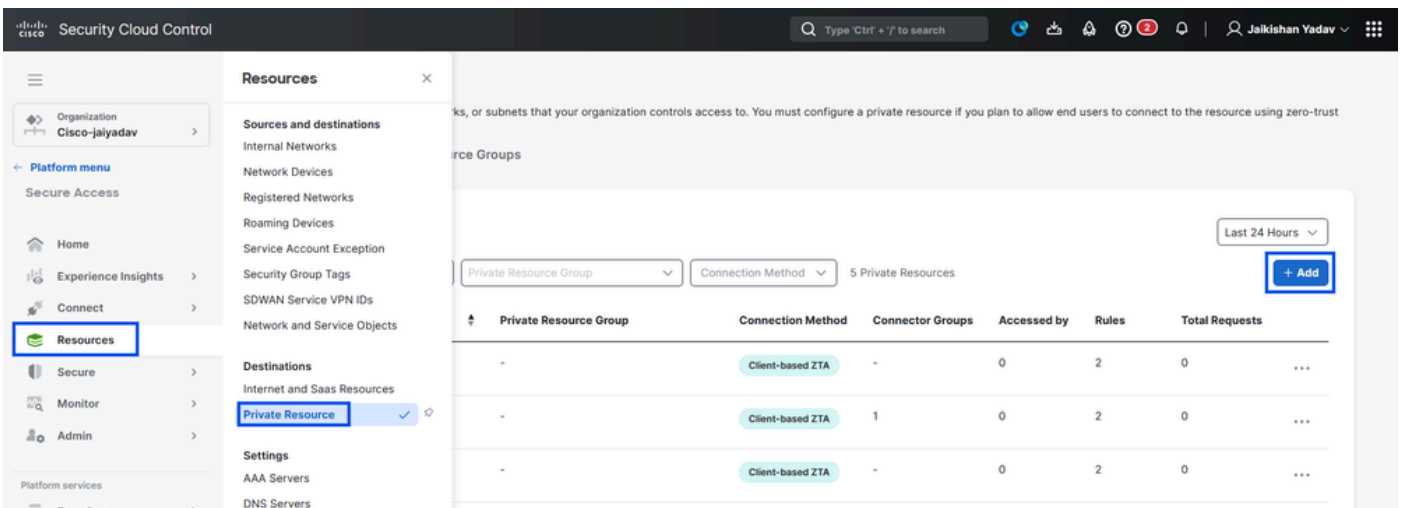 cisco Security Cloud Control
Type 'Ctrl' + '/' to search
2
Jaikishan Yadav
Organization
Cisco-jaiyadav
← Platform menu
Secure Access
Home
Experience Insights
Connect
Resources
Secure
Monitor
Admin
Platform services
Resources
Sources and destinations
Internal Networks
Network Devices
Registered Networks
Roaming Devices
Service Account Exception
Security Group Tags
SDWAN Service VPN IDs
Network and Service Objects
Destinations
Internet and Saas Resources
Private Resource
Settings
AAA Servers
DNS Servers
or subnets that your organization controls access to. You must configure a private resource if you plan to allow end users to connect to the resource using zero-trust
Groups
Last 24 Hours
Private Resource Group
Connection Method
5 Private Resources
+ Add
Private Resource Group Connection Method Connector Groups Accessed by Rules Total Requests
- Client-based ZTA - 0 2 0 ...
- Client-based ZTA 1 0 2 0 ...
- Client-based ZTA - 0 2 0 ...